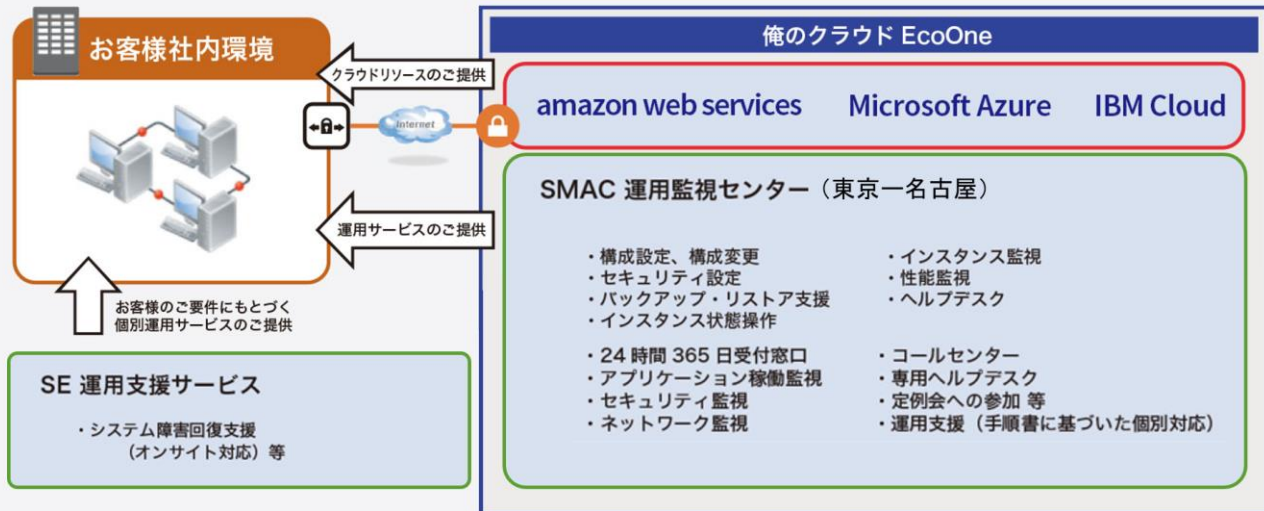 お客様社内環境
クラウドリソースのご提供
Internet
運用サービスのご提供
お客様のご要件にもとづく
個別運用サービスのご提供
SE 運用支援サービス
・システム障害回復支援
（オンサイト対応）等
俺のクラウド EcoOne
amazon web services Microsoft Azure IBM Cloud
SMAC 運用監視センター（東京ー名古屋）
・構成設定、構成変更
・セキュリティ設定
・バックアップ・リストア支援
・インスタンス状態操作
・インスタンス監視
・性能監視
・ヘルプデスク
・24 時間 365 日受付窓口
・アプリケーション稼働監視
・セキュリティ監視
・ネットワーク監視
・コールセンター
・専用ヘルプデスク
・定例会への参加 等
・運用支援（手順書に基づいた個別対応）